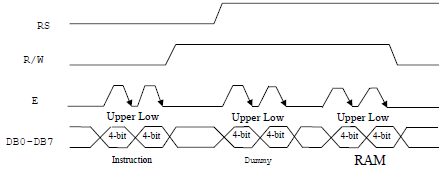 RS
R/W
E
Upper Low Upper Low Upper Low
DB0-DB7 4-bit 4-bit 4-bit 4-bit 4-bit 4-bit
Instruction Dummy RAM